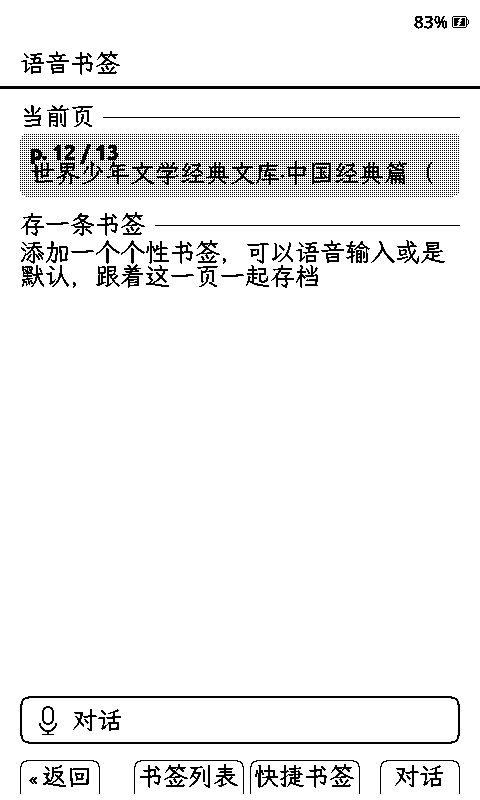 83%
语音书签
当前页
p. 12 / 13
世界少年文学经典文库·中国经典篇（
存一条书签
添加一个个性书签，可以语音输入或是
默认，跟着这一页一起存档
对话
« 返回 书签列表 快捷书签 对话